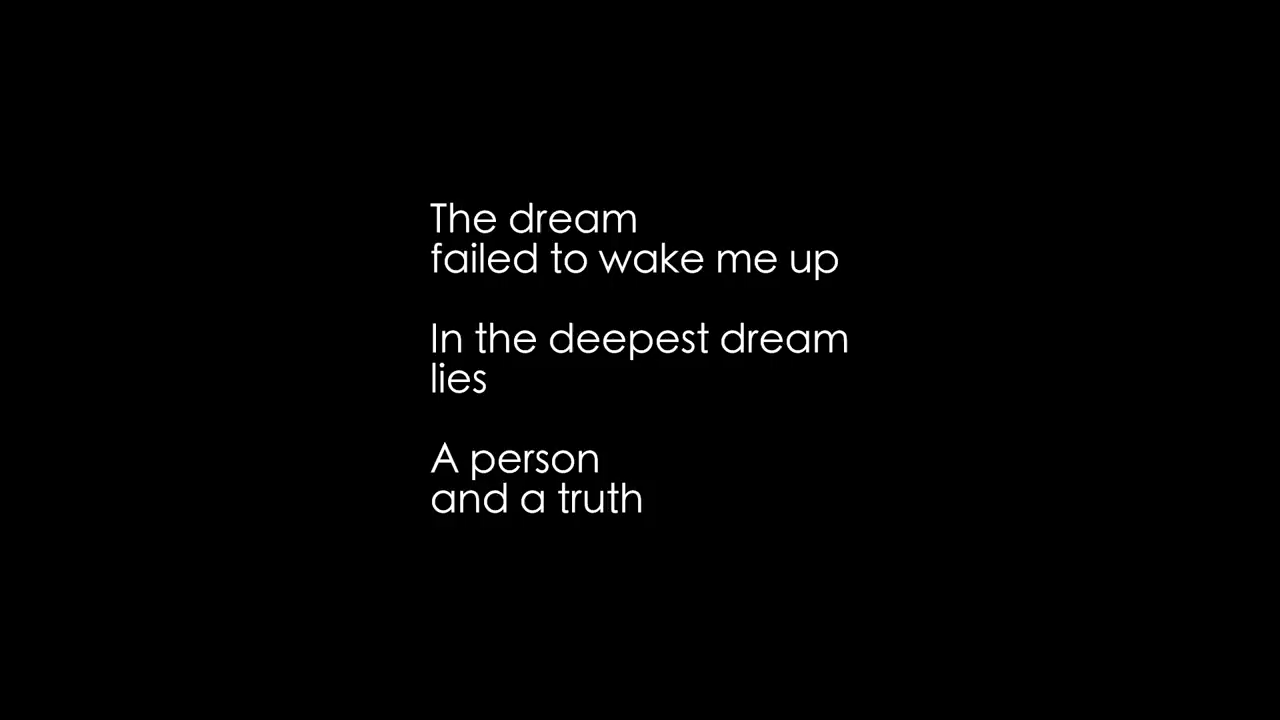 The dream
failed to wake me up
In the deepest dream
lies
A person
and a truth